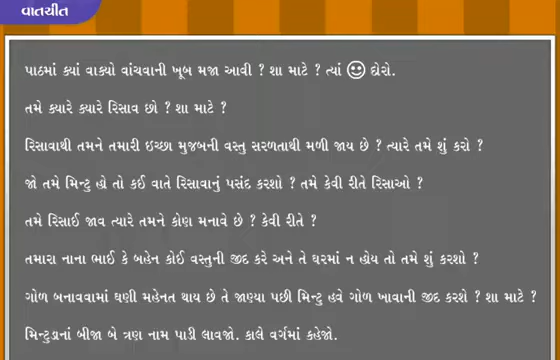 વાતચીત
પાઠમાં ક્યાં વાક્યો વાંચવાની ખૂબ મજા આવી ? શા માટે ? ત્યાં ☺ દોરો.
તમે ક્યારે ક્યારે રિસાવ છો ? શા માટે ?
રિસાવાથી તમને તમારી ઇચ્છા મુજબની વસ્તુ સરળતાથી મળી જાય છે ? ત્યારે તમે શું કરો ?
જો તમે મિન્ટુ હો તો કઈ વાતે રિસાવાનું પસંદ કરશો ? તમે કેવી રીતે રિસાઓ ?
તમે રિસાઈ જાવ ત્યારે તમને કોણ મનાવે છે ? કેવી રીતે ?
તમારા નાના ભાઈ કે બહેન કોઈ વસ્તુની જીદ કરે અને તે ઘરમાં ન હોય તો તમે શું કરશો ?
ગોળ બનાવવામાં ઘણી મહેનત થાય છે તે જાણ્યા પછી મિન્ટુ હવે ગોળ ખાવાની જીદ કરશે ? શા માટે ?
મિન્ટુડાનાં બીજા બે ત્રણ નામ પાડી લાવજો. કાલે વર્ગમાં કહેજો.